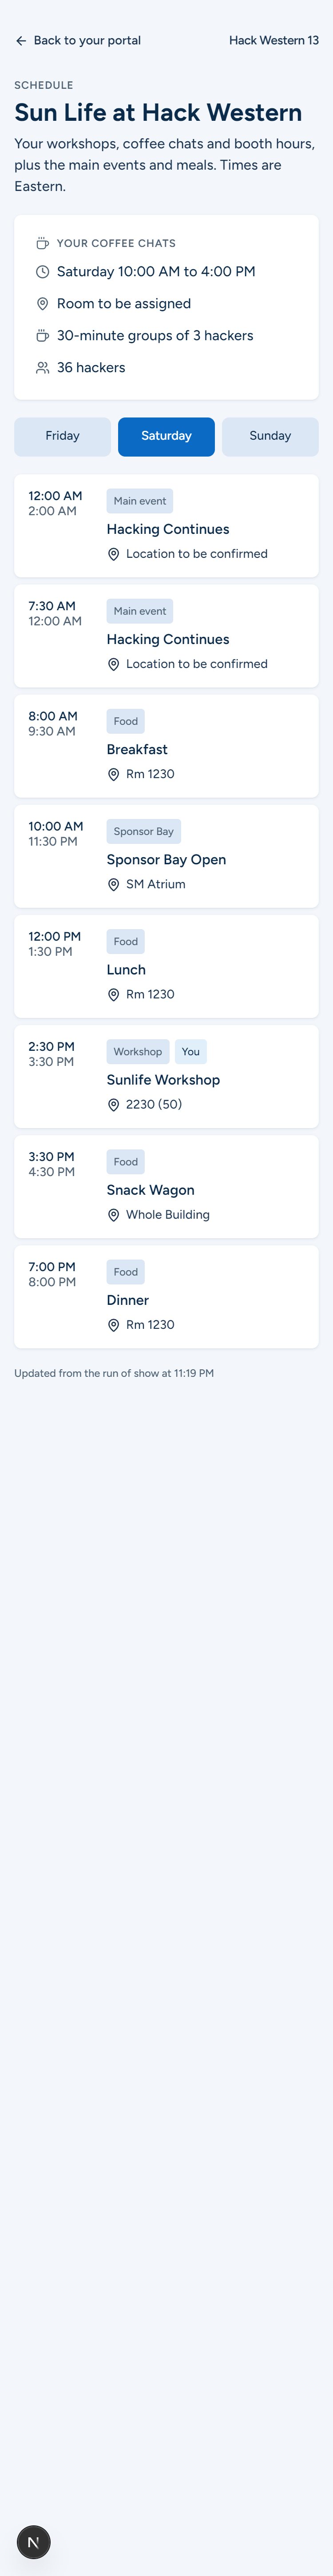 Back to your portal
Hack Western 13
SCHEDULE
Sun Life at Hack Western
Your workshops, coffee chats and booth hours,
plus the main events and meals. Times are
Eastern.
YOUR COFFEE CHATS
Saturday 10:00 AM to 4:00 PM
Room to be assigned
30-minute groups of 3 hackers
36 hackers
Friday
Saturday
Sunday
12:00 AM
2:00 AM
Main event
Hacking Continues
Location to be confirmed
7:30 AM
12:00 AM
Main event
Hacking Continues
Location to be confirmed
8:00 AM
9:30 AM
Food
Breakfast
Rm 1230
10:00 AM
11:30 PM
Sponsor Bay
Sponsor Bay Open
SM Atrium
12:00 PM
1:30 PM
Food
Lunch
Rm 1230
2:30 PM
3:30 PM
Workshop
You
Sunlife Workshop
2230 (50)
3:30 PM
4:30 PM
Food
Snack Wagon
Whole Building
7:00 PM
8:00 PM
Food
Dinner
Rm 1230
Updated from the run of show at 11:19 PM
N